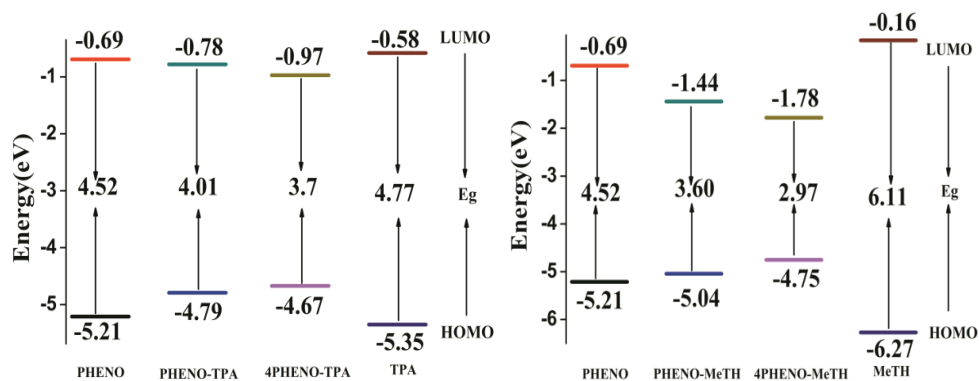 -0.69 -0.78 -0.97 -0.58 LUMO
-1
-2
-3
-4
-5
Energy(eV)
4.52 4.01 3.7 4.77 Eg
-5.21 -4.79 -4.67 -5.35 HOMO
PHENO PHENO-TPA 4PHENO-TPA TPA
-0.69 -1.44 -1.78 -0.16 LUMO
-1
-2
-3
-4
-5
-6
Energy(eV)
4.52 3.60 2.97 6.11 Eg
-5.21 -5.04 -4.75 -6.27 HOMO
PHENO PHENO-MeTH 4PHENO-MeTH MeTH